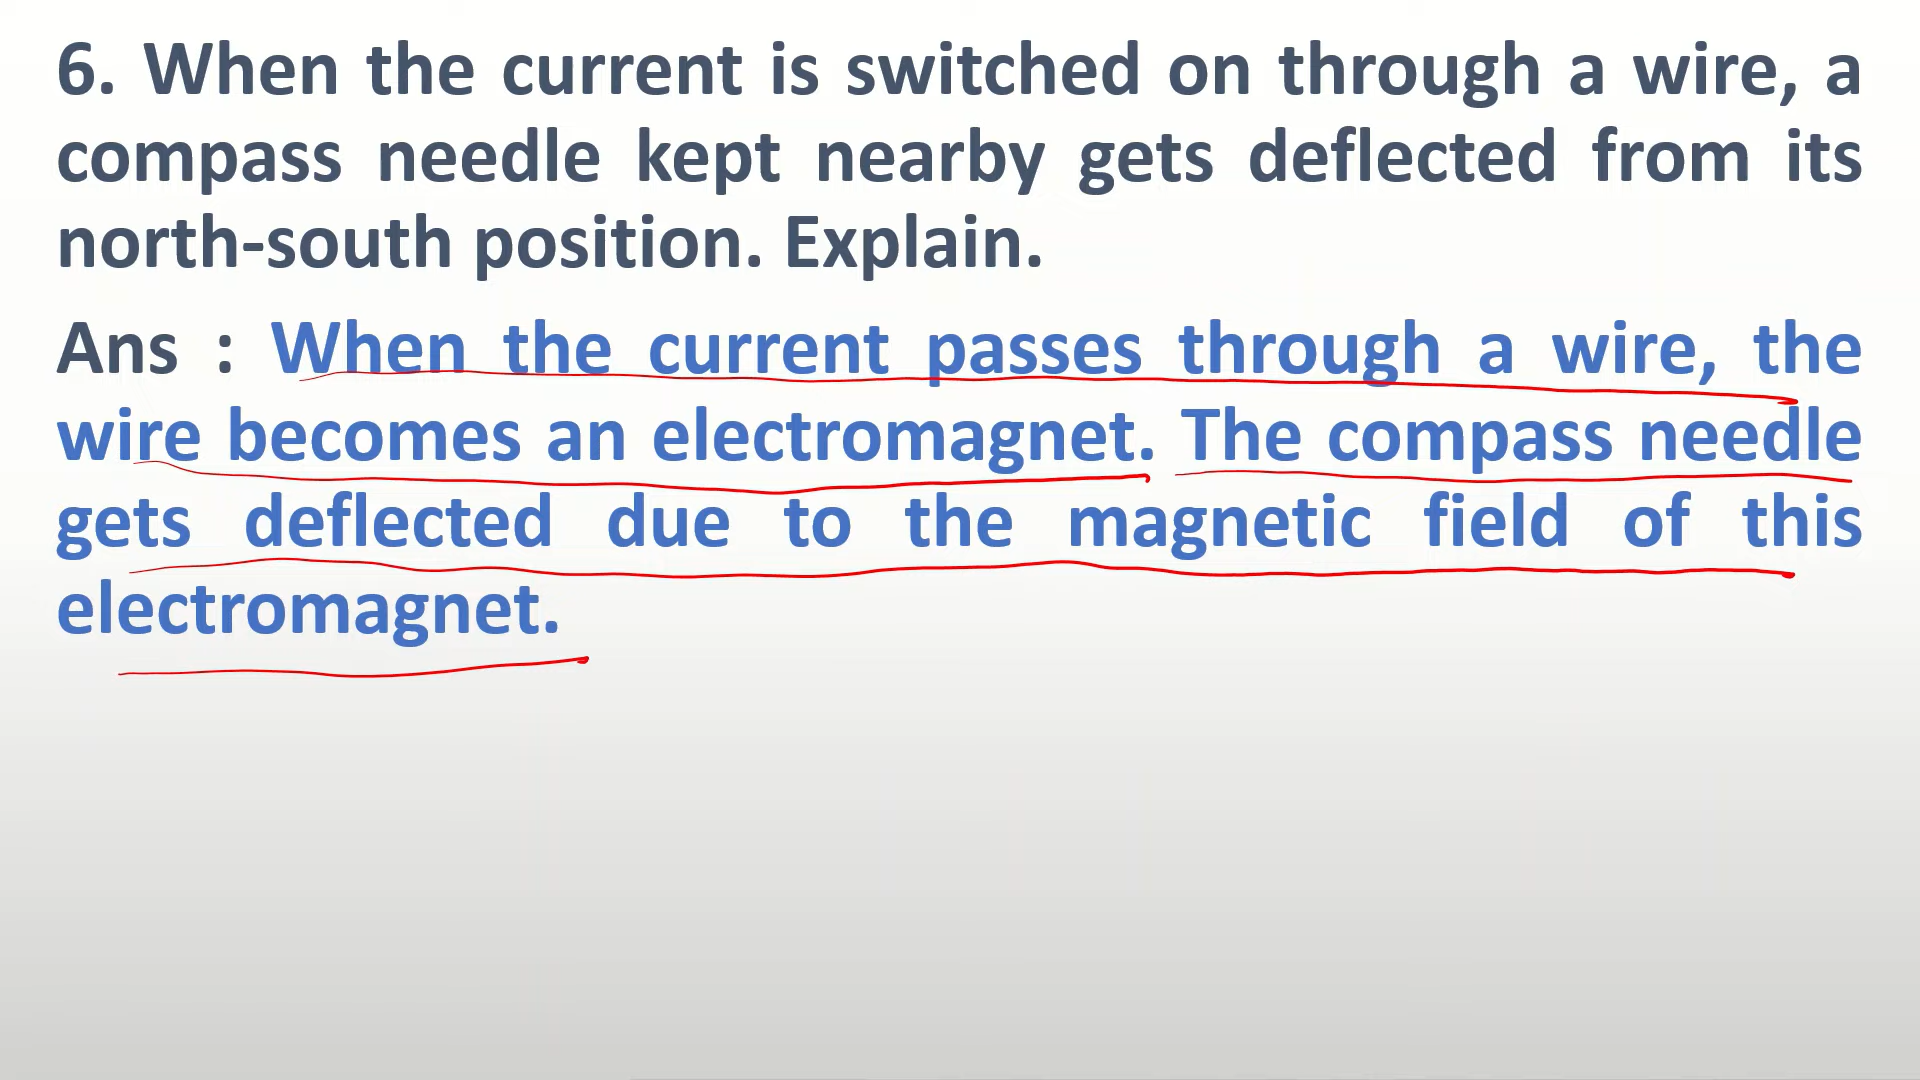 6. When the current is switched on through a wire, a
compass needle kept nearby gets deflected from its
north-south position. Explain.
Ans : When the current passes through a wire, the
wire becomes an electromagnet. The compass needle
gets deflected due to the magnetic field of this
electromagnet.